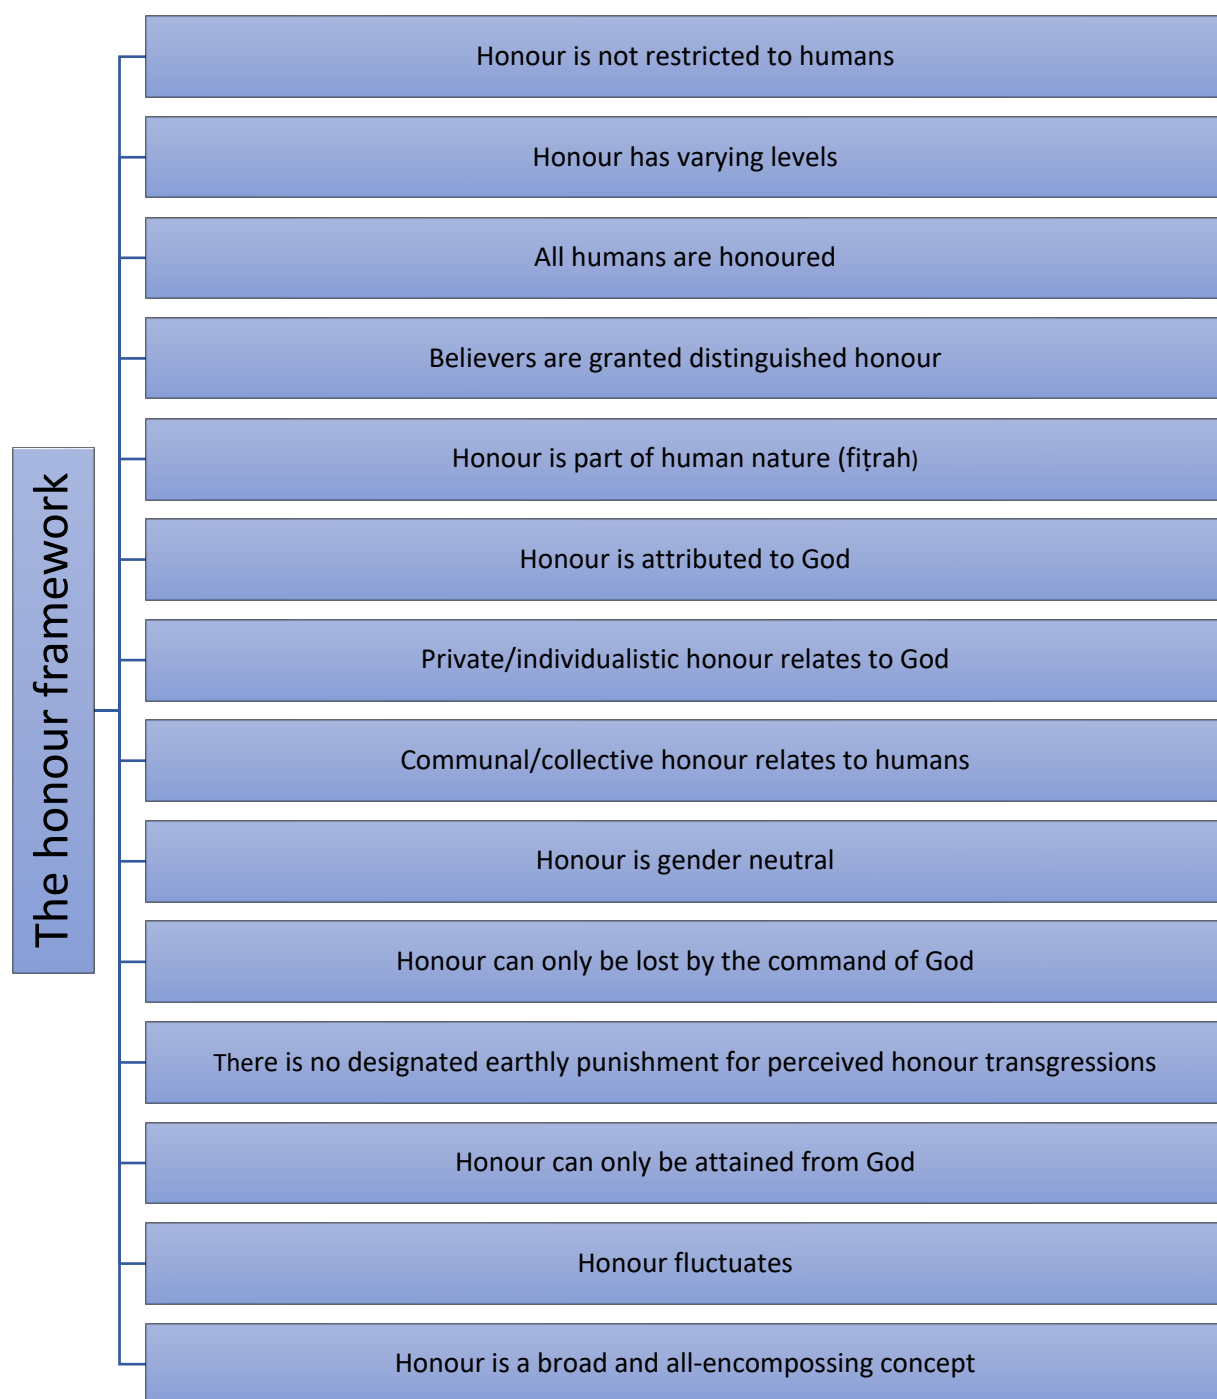 The honour framework
Honour is not restricted to humans
Honour has varying levels
All humans are honoured
Believers are granted distinguished honour
Honour is part of human nature (fiṭrah)
Honour is attributed to God
Private/individualistic honour relates to God
Communal/collective honour relates to humans
Honour is gender neutral
Honour can only be lost by the command of God
There is no designated earthly punishment for perceived honour transgressions
Honour can only be attained from God
Honour fluctuates
Honour is a broad and all-encompossing concept